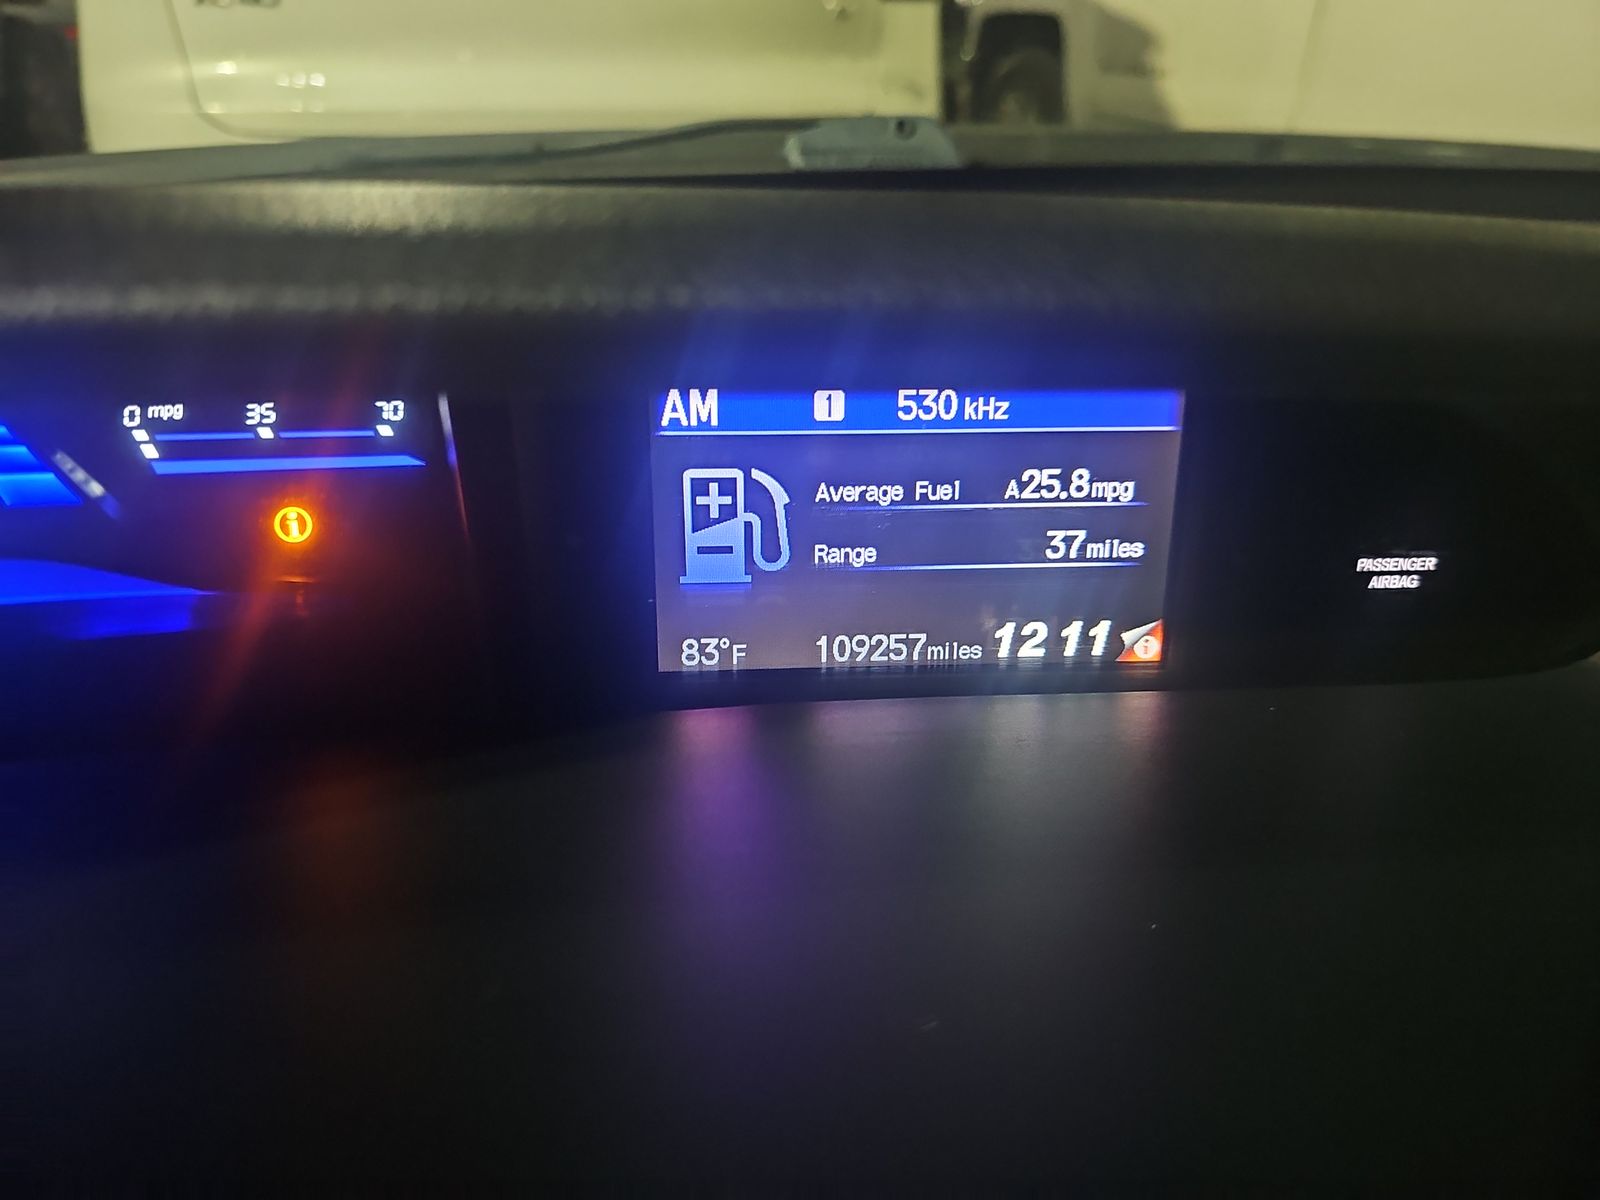 0 mpg 35 70
AM 1 530 kHz
Average Fuel A25.8mpg
Range 37miles
83°F 109257miles 12 11
PASSENGER
AIRBAG